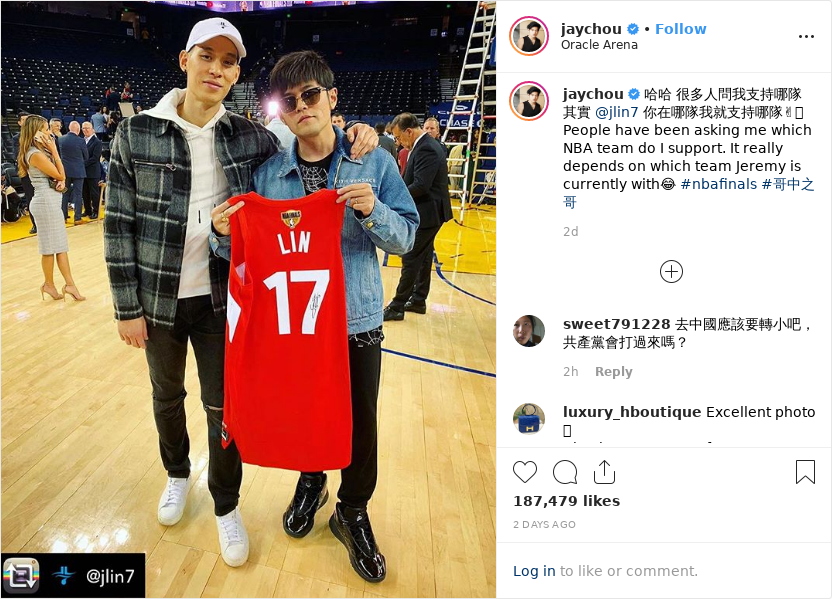 jaychou • Follow
Oracle Arena
jaychou 哈哈 很多人問我支持哪隊
其實 @jlin7 你在哪隊我就支持哪隊✌
People have been asking me which
NBA team do I support. It really
depends on which team Jeremy is
currently with😂 #nbafinals #哥中之
哥
2d
sweet791228 去中國應該要轉小吧，
共產黨會打過來嗎？
2h Reply
luxury_hboutique Excellent photo
187,479 likes
2 DAYS AGO
Log in to like or comment.
CHASE
NBA FINALS
LIN
17
@jlin7